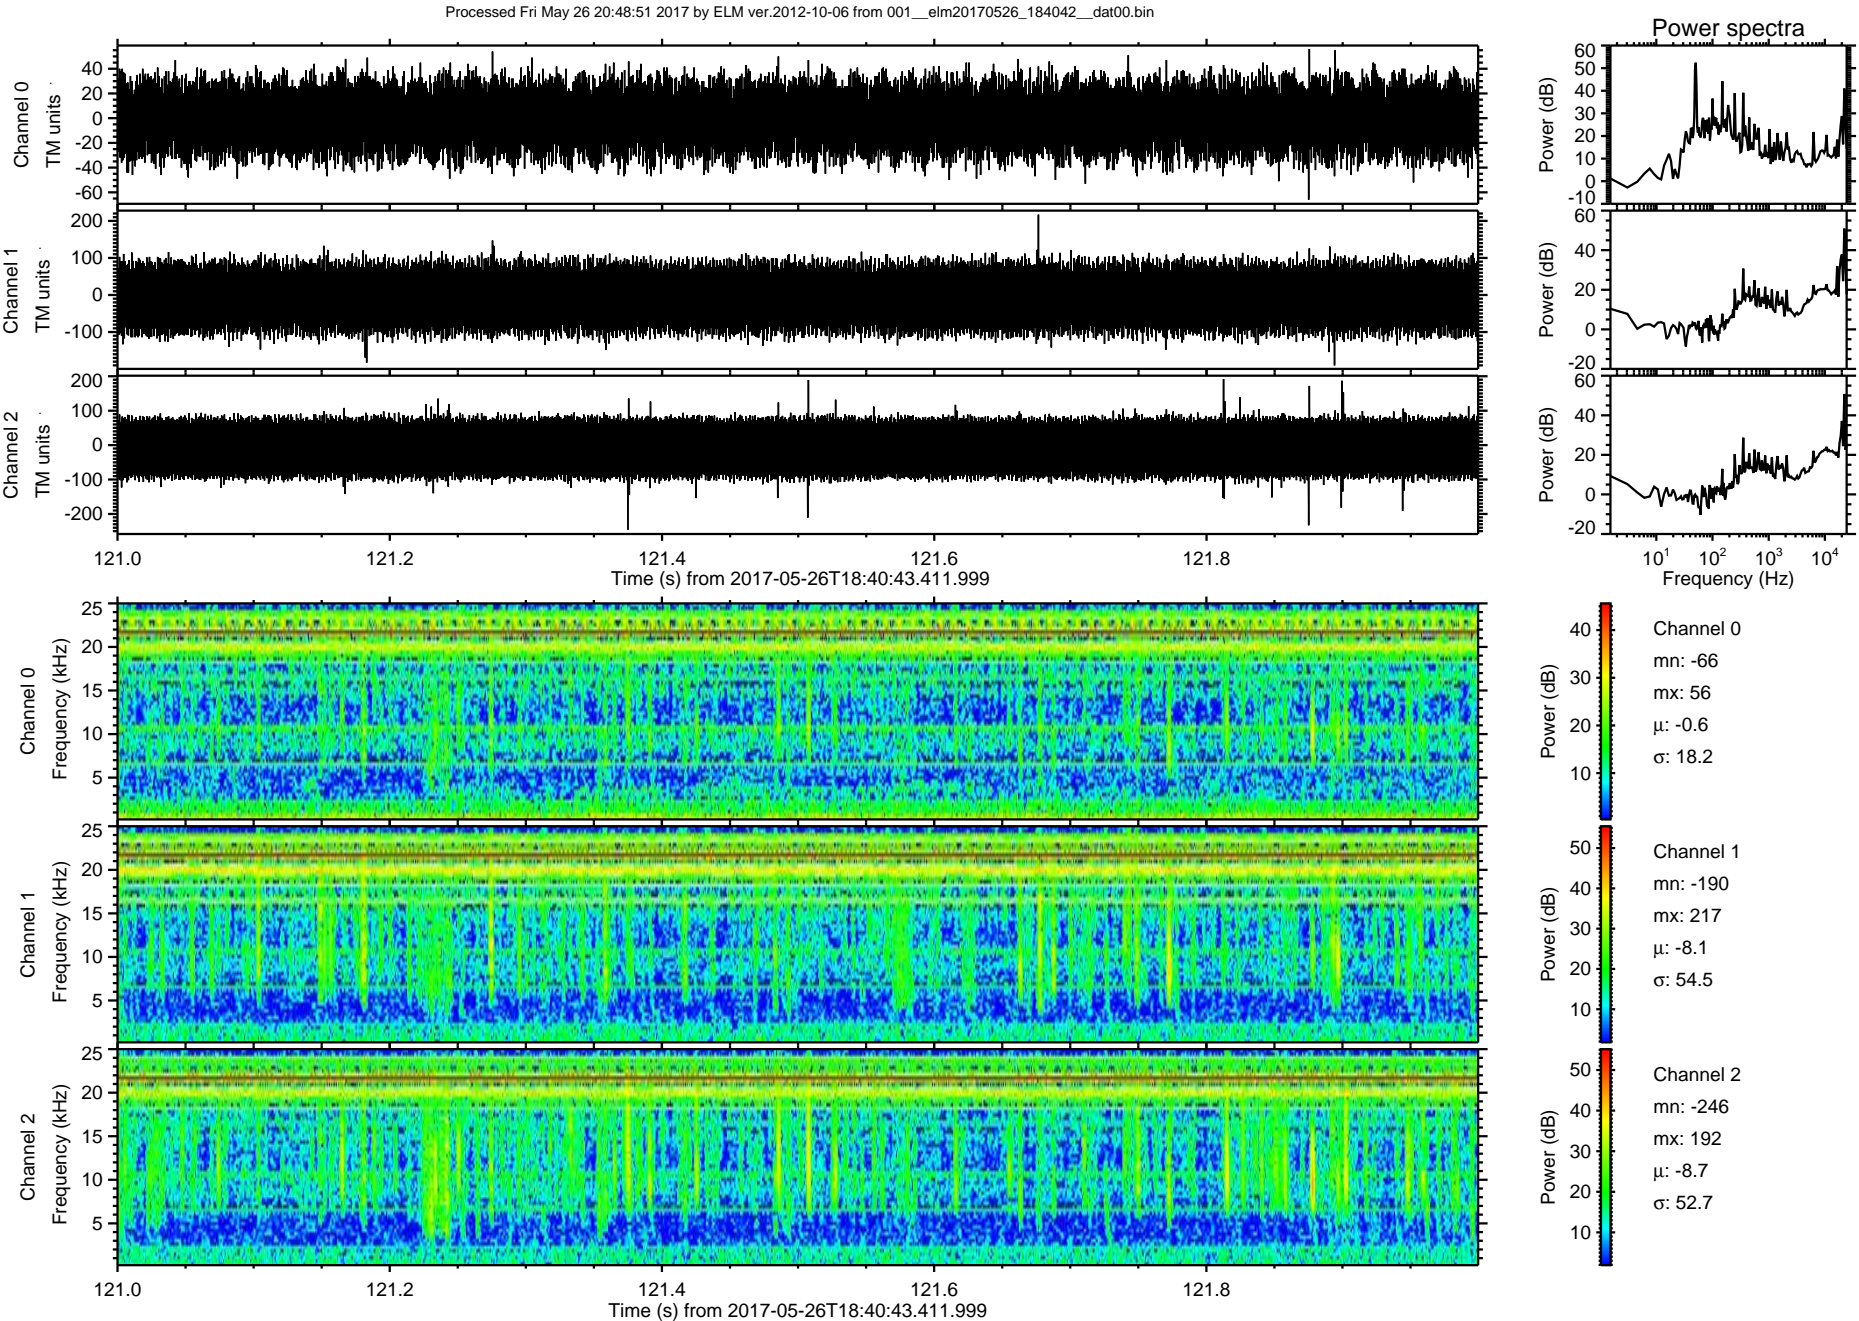 Processed Fri May 26 20:48:51 2017 by ELM ver.2012-10-06 from 001__elm20170526_184042__dat00.bin
Power spectra
Channel 0
TM units
40
20
0
-20
-40
-60
Power (dB)
60
50
40
30
20
10
0
-10
Channel 1
TM units
200
100
0
-100
Power (dB)
60
40
20
0
-20
Channel 2
TM units
200
100
0
-100
-200
Power (dB)
60
40
20
0
-20
121.0 121.2 121.4 121.6 121.8
Time (s) from 2017-05-26T18:40:43.411.999
10^1 10^2 10^3 10^4
Frequency (Hz)
Channel 0
Frequency (kHz)
25
20
15
10
5
Power (dB)
40
30
20
10
Channel 0
mn: -66
mx: 56
μ: -0.6
σ: 18.2
Channel 1
Frequency (kHz)
25
20
15
10
5
Power (dB)
50
40
30
20
10
Channel 1
mn: -190
mx: 217
μ: -8.1
σ: 54.5
Channel 2
Frequency (kHz)
25
20
15
10
5
Power (dB)
50
40
30
20
10
Channel 2
mn: -246
mx: 192
μ: -8.7
σ: 52.7
121.0 121.2 121.4 121.6 121.8
Time (s) from 2017-05-26T18:40:43.411.999